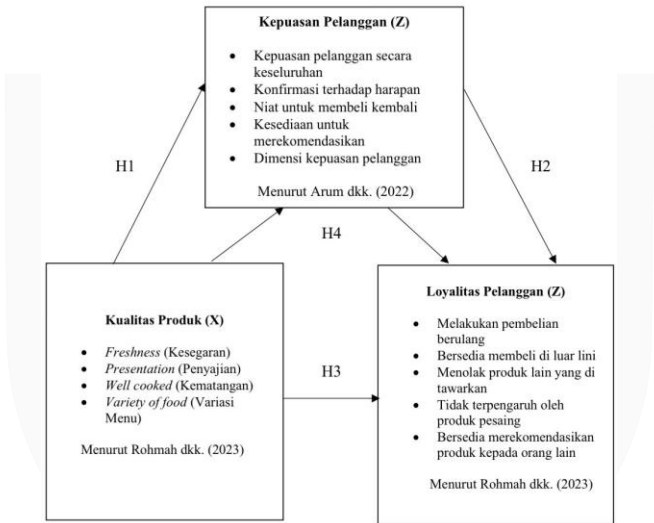 Kepuasan Pelanggan (Z)
• Kepuasan pelanggan secara
keseluruhan
• Konfirmasi terhadap harapan
• Niat untuk membeli kembali
• Kesediaan untuk
merekomendasikan
• Dimensi kepuasan pelanggan
Menurut Arum dkk. (2022)
H1
H2
H4
Kualitas Produk (X)
• Freshness (Kesegaran)
• Presentation (Penyajian)
• Well cooked (Kematangan)
• Variety of food (Variasi
Menu)
Menurut Rohmah dkk. (2023)
H3
Loyalitas Pelanggan (Z)
• Melakukan pembelian
berulang
• Bersedia membeli di luar lini
• Menolak produk lain yang di
tawarkan
• Tidak terpengaruh oleh
produk pesaing
• Bersedia merekomendasikan
produk kepada orang lain
Menurut Rohmah dkk. (2023)